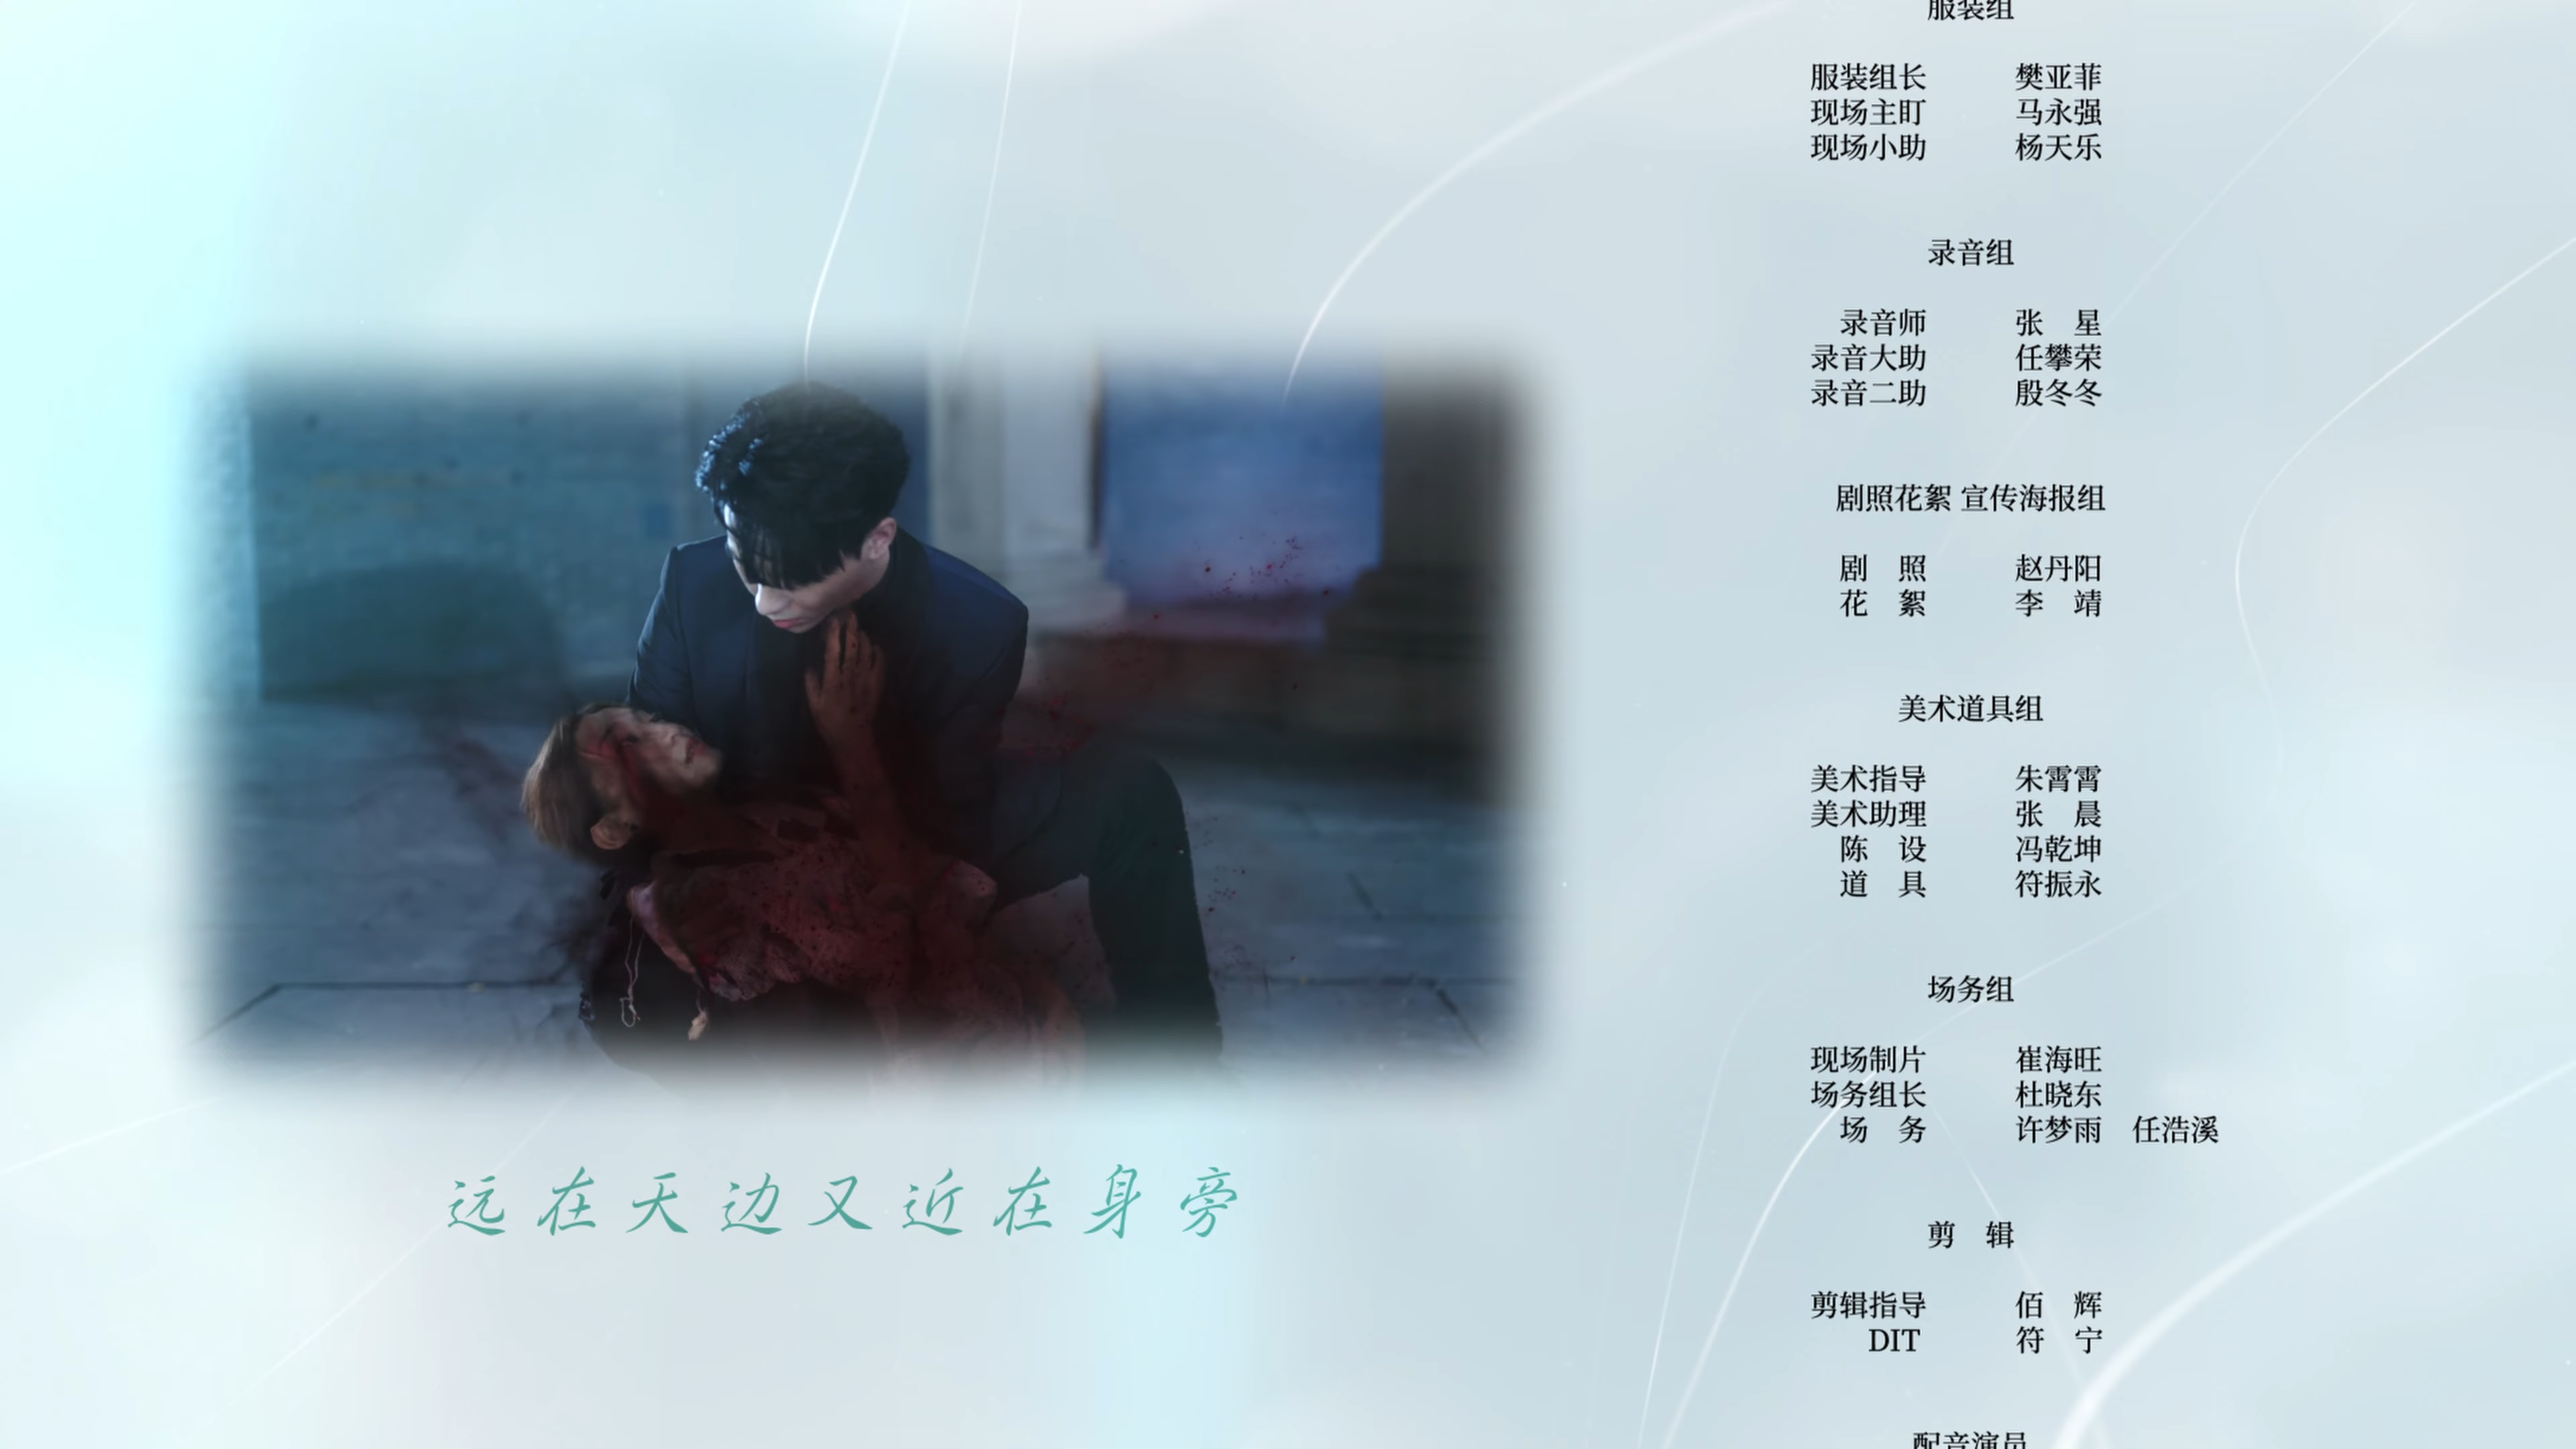 服装组
服装组长 樊亚菲
现场主盯 马永强
现场小助 杨天乐
录音组
录音师 张 星
录音大助 任攀荣
录音二助 殷冬冬
剧照花絮 宣传海报组
剧 照 赵丹阳
花 絮 李 靖
美术道具组
美术指导 朱霄霄
美术助理 张 晨
陈 设 冯乾坤
道 具 符振永
场务组
现场制片 崔海旺
场务组长 杜晓东
场 务 许梦雨 任浩溪
剪 辑
剪辑指导 佰 辉
DIT 符 宁
配音演员
远在天边又近在身旁